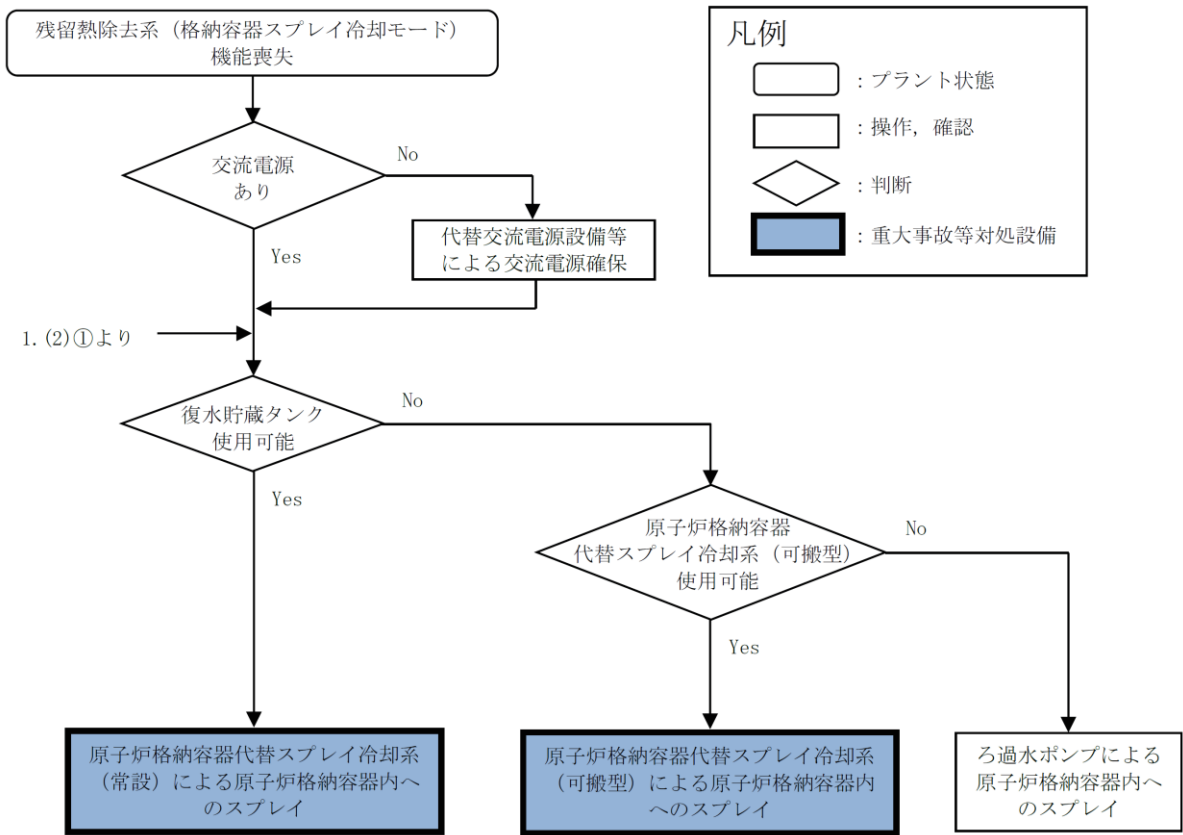 残留熱除去系（格納容器スプレイ冷却モード）
機能喪失
交流電源
あり
No
Yes
代替交流電源設備等
による交流電源確保
1.(2)①より
復水貯蔵タンク
使用可能
No
Yes
原子炉格納容器
代替スプレイ冷却系（可搬型）
使用可能
No
Yes
原子炉格納容器代替スプレイ冷却系
（常設）による原子炉格納容器内へ
のスプレイ
原子炉格納容器代替スプレイ冷却系
（可搬型）による原子炉格納容器内
へのスプレイ
ろ過水ポンプによる
原子炉格納容器内へ
のスプレイ
凡例
：プラント状態
：操作，確認
：判断
：重大事故等対処設備